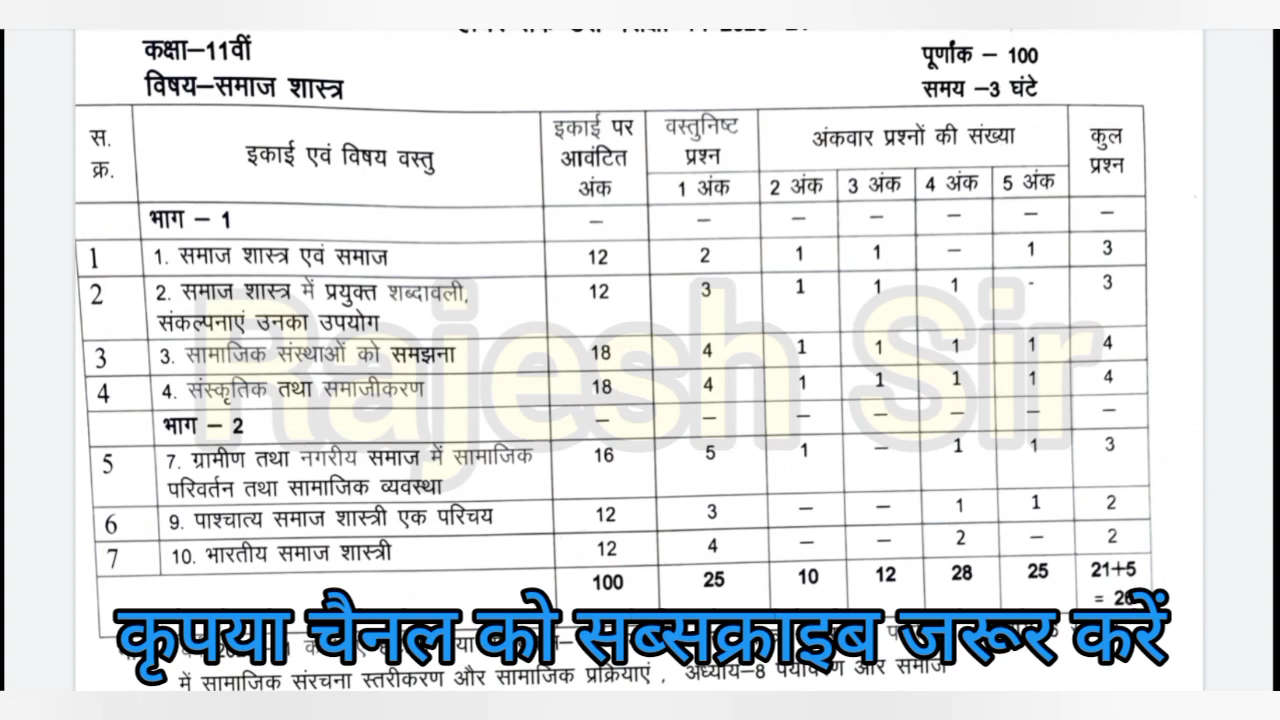 कक्षा–11वीं
पूर्णांक – 100
विषय–समाज शास्त्र
समय –3 घंटे
स. क्र. इकाई एवं विषय वस्तु इकाई पर आवंटित अंक वस्तुनिष्ट प्रश्न अंकवार प्रश्नों की संख्या कुल प्रश्न
1 अंक 2 अंक 3 अंक 4 अंक 5 अंक
भाग – 1 – – – – – – –
1 1. समाज शास्त्र एवं समाज 12 2 1 1 – 1 3
2 2. समाज शास्त्र में प्रयुक्त शब्दावली, 12 3 1 1 1 - 3
संकल्पनाएं उनका उपयोग
3 3. सामाजिक संस्थाओं को समझना 18 4 1 1 1 1 4
4 4. संस्कृतिक तथा समाजीकरण 18 4 1 1 1 1 4
भाग – 2 – – – – – – –
5 7. ग्रामीण तथा नगरीय समाज में सामाजिक 16 5 1 – 1 1 3
परिवर्तन तथा सामाजिक व्यवस्था
6 9. पाश्चात्य समाज शास्त्री एक परिचय 12 3 – – 1 1 2
7 10. भारतीय समाज शास्त्री 12 4 – – 2 – 2
100 25 10 12 28 25 21+5
= 26
Rajesh Sir
कृपया चैनल को सब्सक्राइब जरूर करें
में सामाजिक संरचना स्तरीकरण और सामाजिक प्रक्रियाएं , अध्याय–8 पर्यावरण और समाज